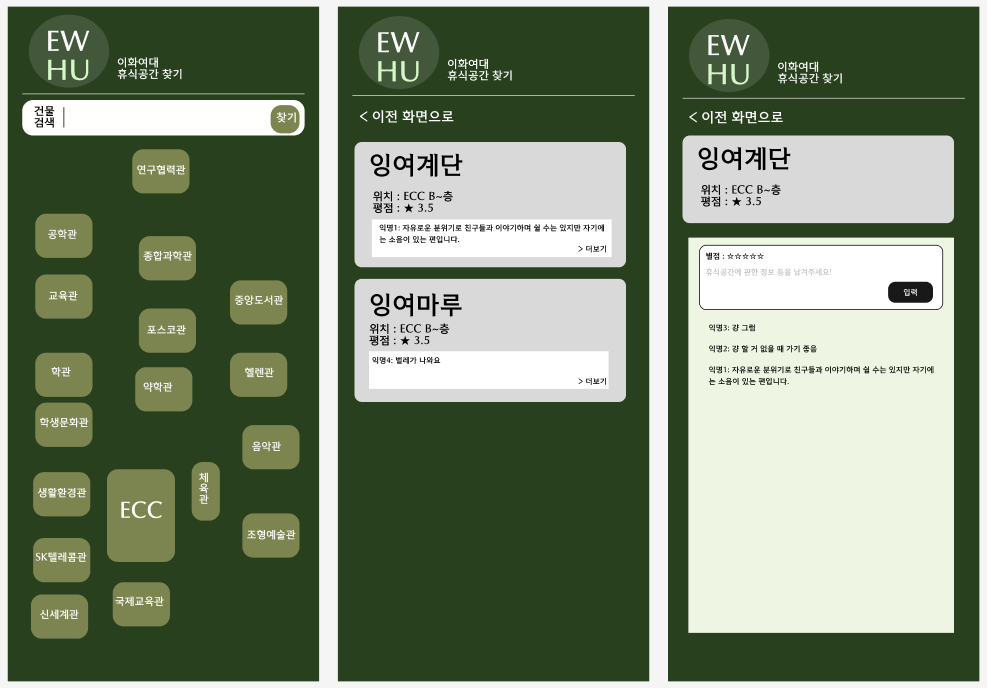 EW
HU
이화여대
휴식공간 찾기
건물
검색
찾기
연구협력관
공학관
종합과학관
교육관
중앙도서관
포스코관
학관
헬렌관
약학관
학생문화관
음악관
체
육
관
생활환경관
ECC
조형예술관
SK텔레콤관
국제교육관
신세계관
EW
HU
이화여대
휴식공간 찾기
< 이전 화면으로
잉여계단
위치 : ECC B~층
평점 : ★ 3.5
익명1: 자유로운 분위기로 친구들과 이야기하며 쉴 수는 있지만 자기에
는 소음이 있는 편입니다.
> 더보기
잉여마루
위치 : ECC B~층
평점 : ★ 3.5
익명4: 벌레가 나와요
> 더보기
EW
HU
이화여대
휴식공간 찾기
< 이전 화면으로
잉여계단
위치 : ECC B~층
평점 : ★ 3.5
별점 : ☆☆☆☆☆
휴식공간에 관한 정보 등을 남겨주세요!
입력
익명3: 걍 그럼
익명2: 걍 할 거 없을 때 가기 좋음
익명1: 자유로운 분위기로 친구들과 이야기하며 쉴 수는 있지만 자기에
는 소음이 있는 편입니다.